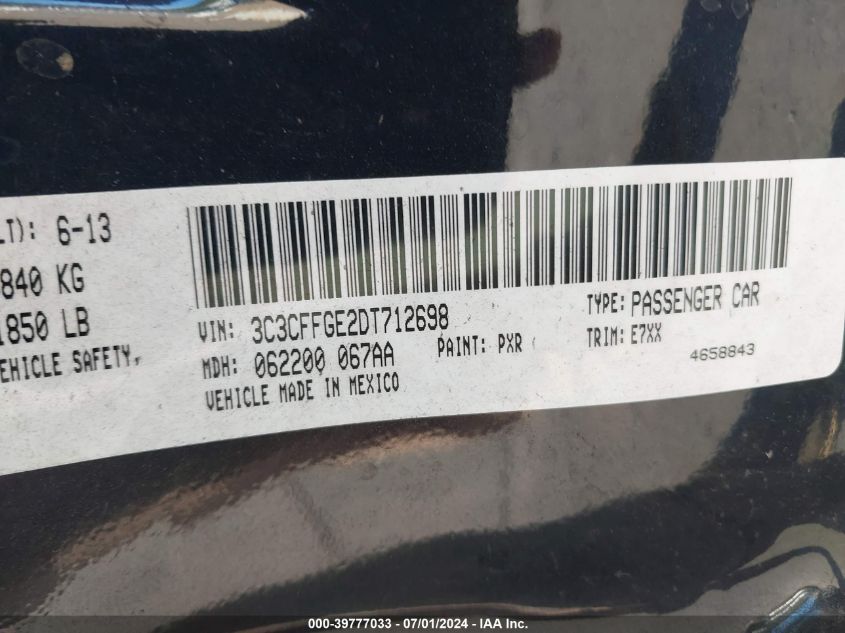 LT): 6-13
840 KG
1850 LB
EHICLE SAFETY,
VIN: 3C3CFFGE2DT712698
TYPE: PASSENGER CAR
MDH: 062200 067AA
PAINT: PXR
TRIM: E7XX
VEHICLE MADE IN MEXICO
4658843
000-39777033 - 07/01/2024 - IAA Inc.